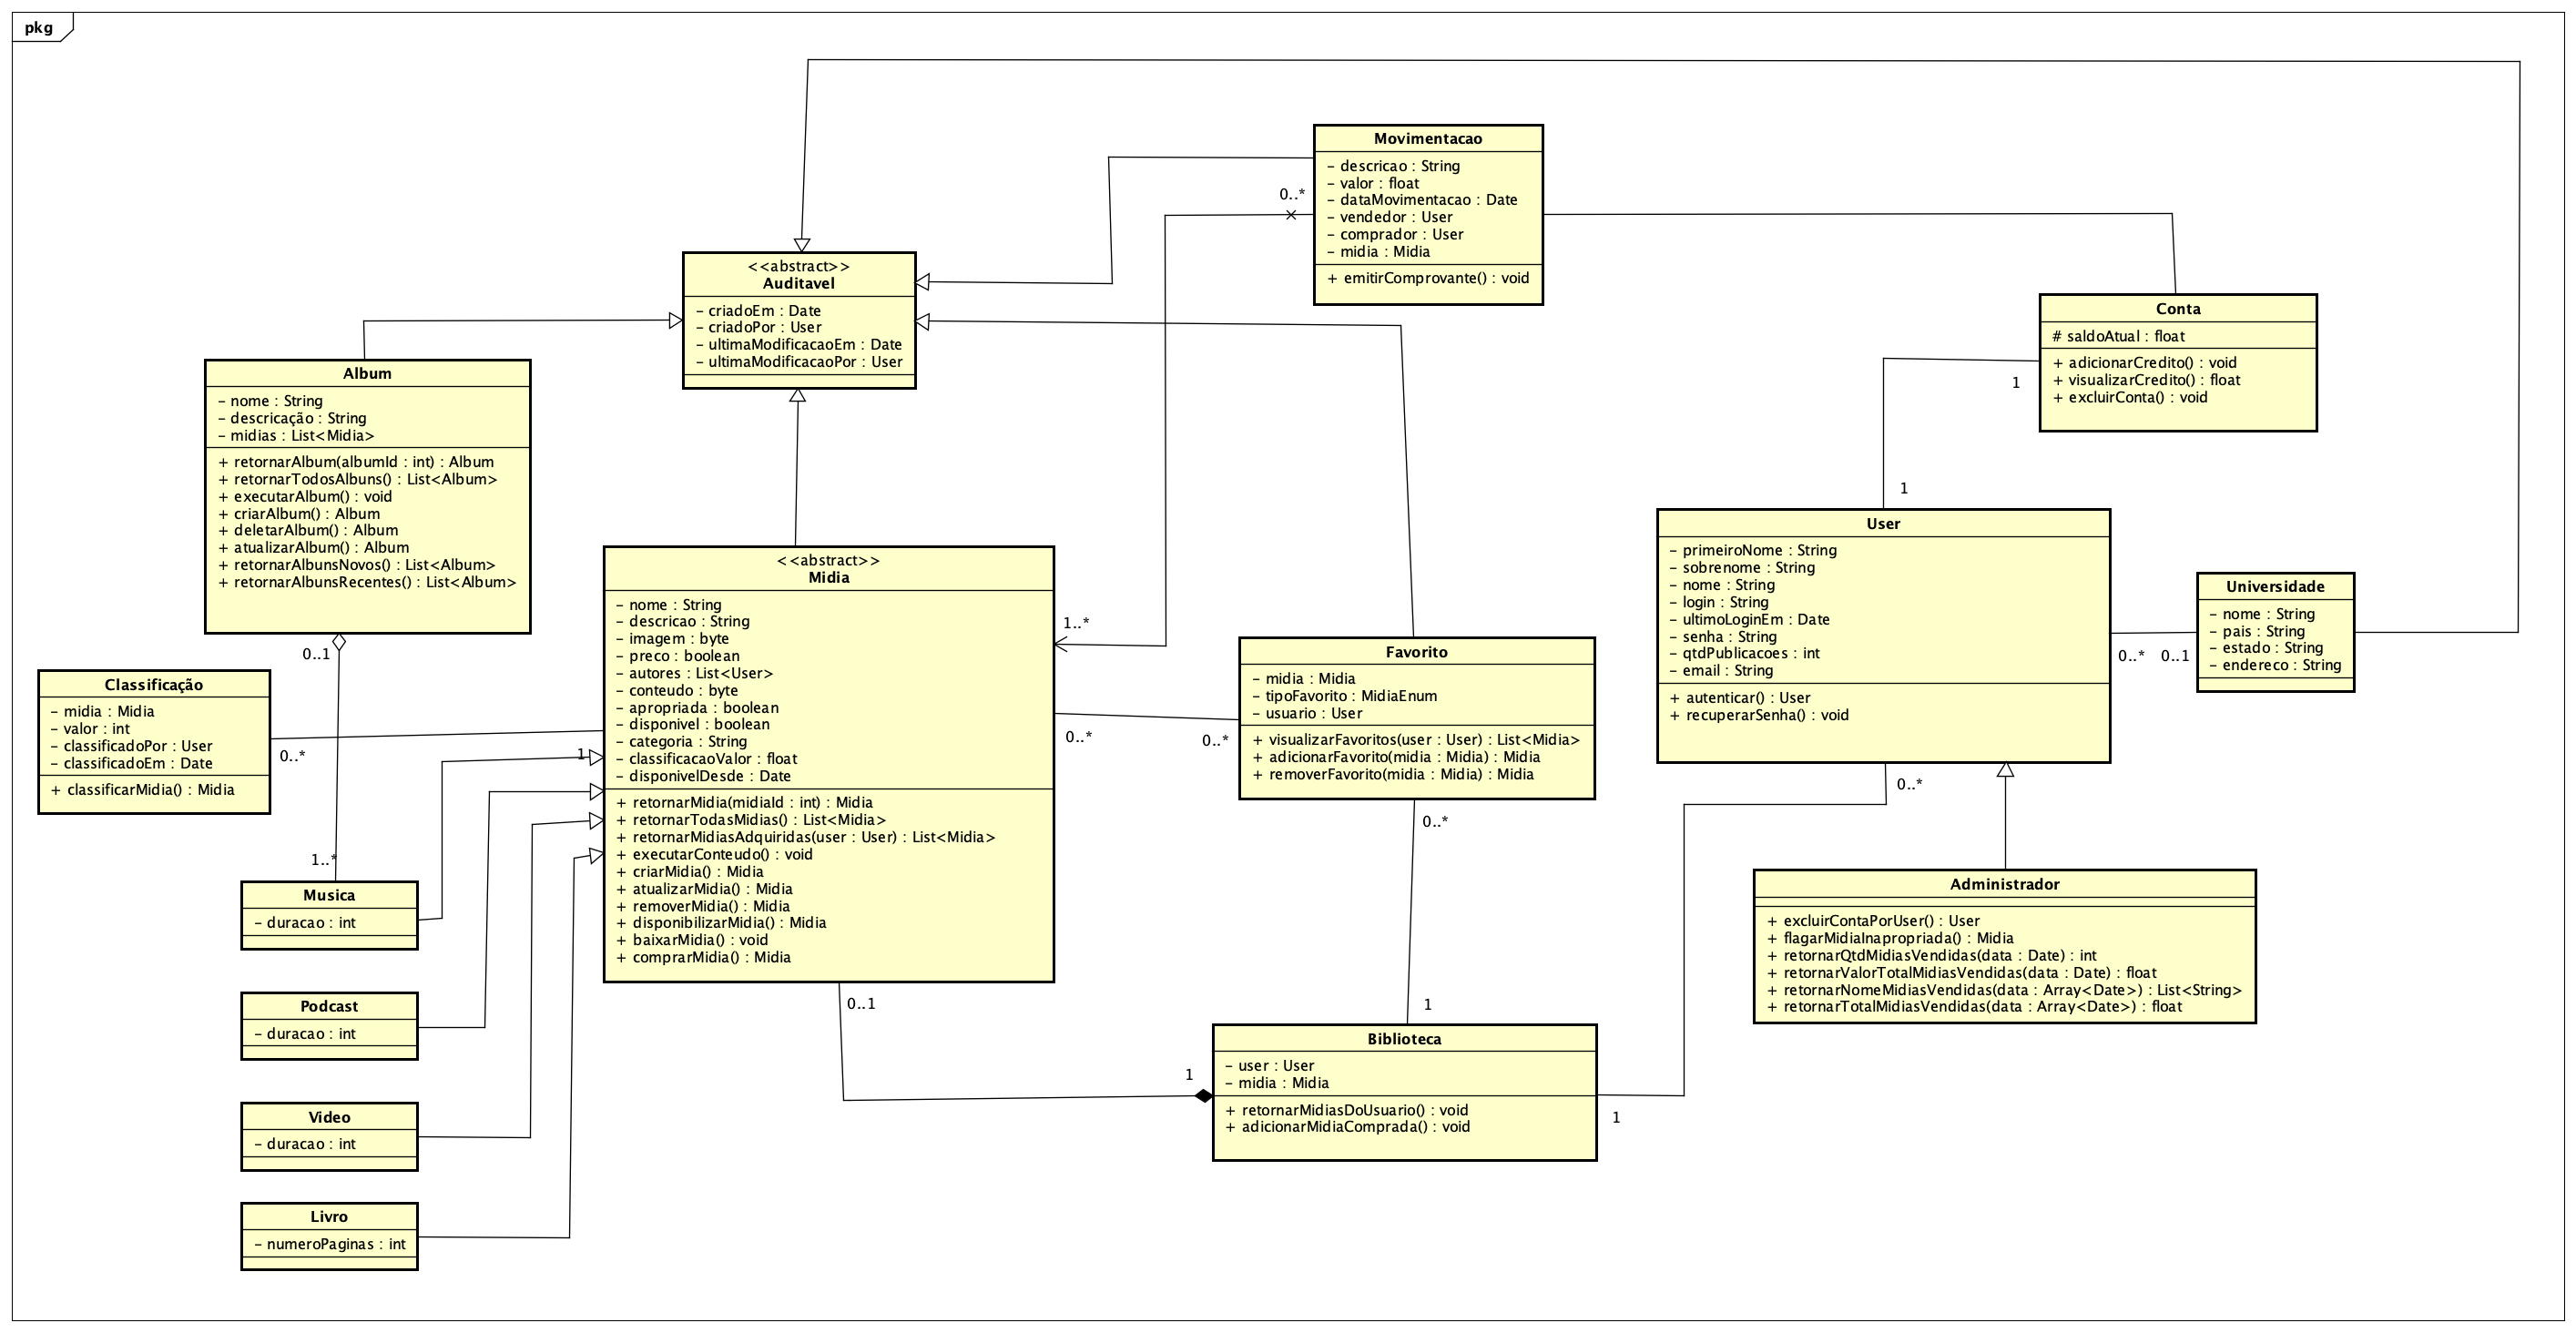 pkg
Movimentacao
- descricao : String
- valor : float
- dataMovimentacao : Date
- vendedor : User
- comprador : User
- midia : Midia
+ emitirComprovante() : void
0..*
<<abstract>>
Auditavel
- criadoEm : Date
- criadoPor : User
- ultimaModificacaoEm : Date
- ultimaModificacaoPor : User
Conta
# saldoAtual : float
+ adicionarCredito() : void
+ visualizarCredito() : float
+ excluirConta() : void
1
1
Album
- nome : String
- descricação : String
- midias : List<Midia>
+ retornarAlbum(albumId : int) : Album
+ retornarTodosAlbuns() : List<Album>
+ executarAlbum() : void
+ criarAlbum() : Album
+ deletarAlbum() : Album
+ atualizarAlbum() : Album
+ retornarAlbunsNovos() : List<Album>
+ retornarAlbunsRecentes() : List<Album>
0..1
<<abstract>>
Midia
- nome : String
- descricao : String
- imagem : byte
- preco : boolean
- autores : List<User>
- conteudo : byte
- apropriada : boolean
- disponivel : boolean
- categoria : String
- classificacaoValor : float
- disponivelDesde : Date
+ retornarMidia(midiaId : int) : Midia
+ retornarTodasMidias() : List<Midia>
+ retornarMidiasAdquiridas(user : User) : List<Midia>
+ executarConteudo() : void
+ criarMidia() : Midia
+ atualizarMidia() : Midia
+ removerMidia() : Midia
+ disponibilizarMidia() : Midia
+ baixarMidia() : void
+ comprarMidia() : Midia
1..*
0..*
0..*
Favorito
- midia : Midia
- tipoFavorito : MidiaEnum
- usuario : User
+ visualizarFavoritos(user : User) : List<Midia>
+ adicionarFavorito(midia : Midia) : Midia
+ removerFavorito(midia : Midia) : Midia
0..*
User
- primeiroNome : String
- sobrenome : String
- nome : String
- login : String
- ultimoLoginEm : Date
- senha : String
- qtdPublicacoes : int
- email : String
+ autenticar() : User
+ recuperarSenha() : void
0..*
0..1
Universidade
- nome : String
- pais : String
- estado : String
- endereco : String
Classificação
- midia : Midia
- valor : int
- classificadoPor : User
- classificadoEm : Date
+ classificarMidia() : Midia
0..*
1
1..*
Musica
- duracao : int
Podcast
- duracao : int
Video
- duracao : int
Livro
- numeroPaginas : int
0..*
Administrador
+ excluirContaPorUser() : User
+ flagarMidiaInapropriada() : Midia
+ retornarQtdMidiasVendidas(data : Date) : int
+ retornarValorTotalMidiasVendidas(data : Date) : float
+ retornarNomeMidiasVendidas(data : Array<Date>) : List<String>
+ retornarTotalMidiasVendidas(data : Array<Date>) : float
0..1
1
1
Biblioteca
- user : User
- midia : Midia
+ retornarMidiasDoUsuario() : void
+ adicionarMidiaComprada() : void
1